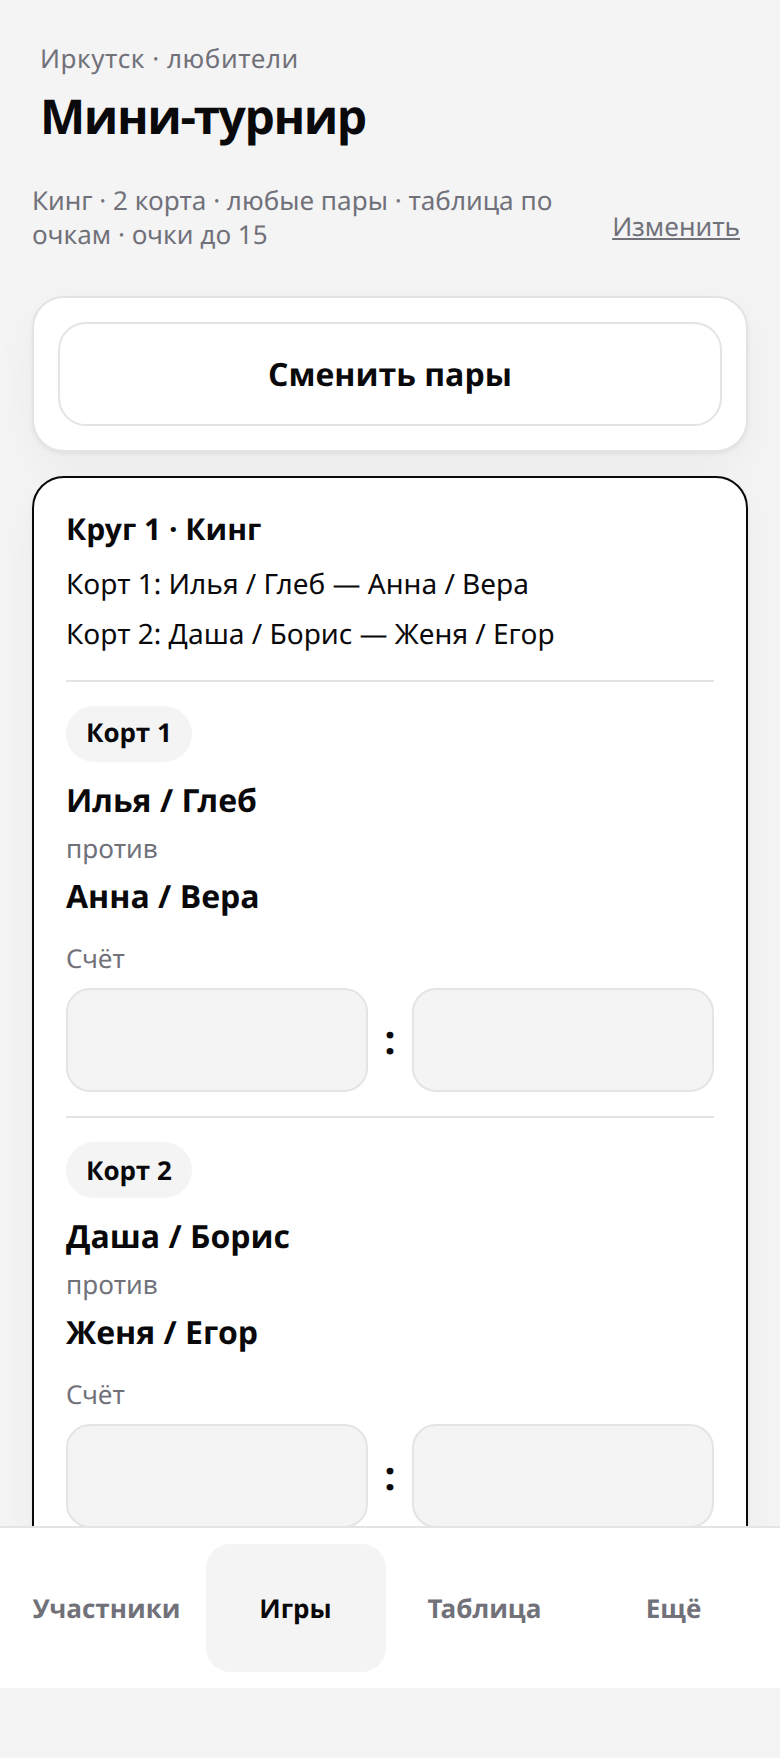 Иркутск · любители
Мини-турнир
Кинг · 2 корта · любые пары · таблица по
очкам · очки до 15
Изменить
Сменить пары
Круг 1 · Кинг
Корт 1: Илья / Глеб — Анна / Вера
Корт 2: Даша / Борис — Женя / Егор
Корт 1
Илья / Глеб
против
Анна / Вера
Счёт
:
Корт 2
Даша / Борис
против
Женя / Егор
Счёт
:
Участники
Игры
Таблица
Ещё